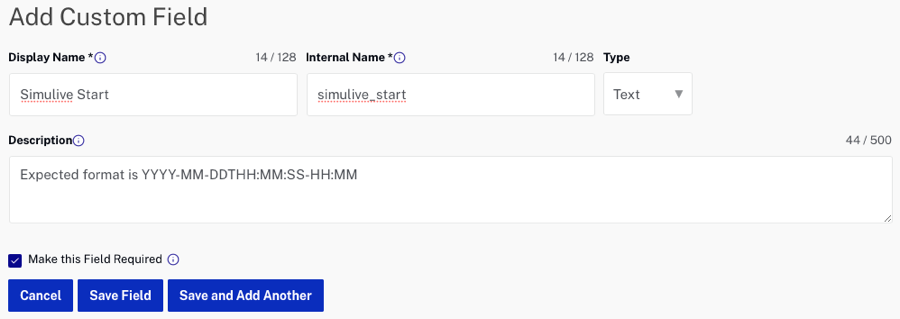 Add Custom Field
Display Name * 14 / 128 Internal Name * 14 / 128 Type
Simulive Start simulive_start Text
Description 44 / 500
Expected format is YYYY-MM-DDTHH:MM:SS-HH:MM
Make this Field Required
Cancel Save Field Save and Add Another